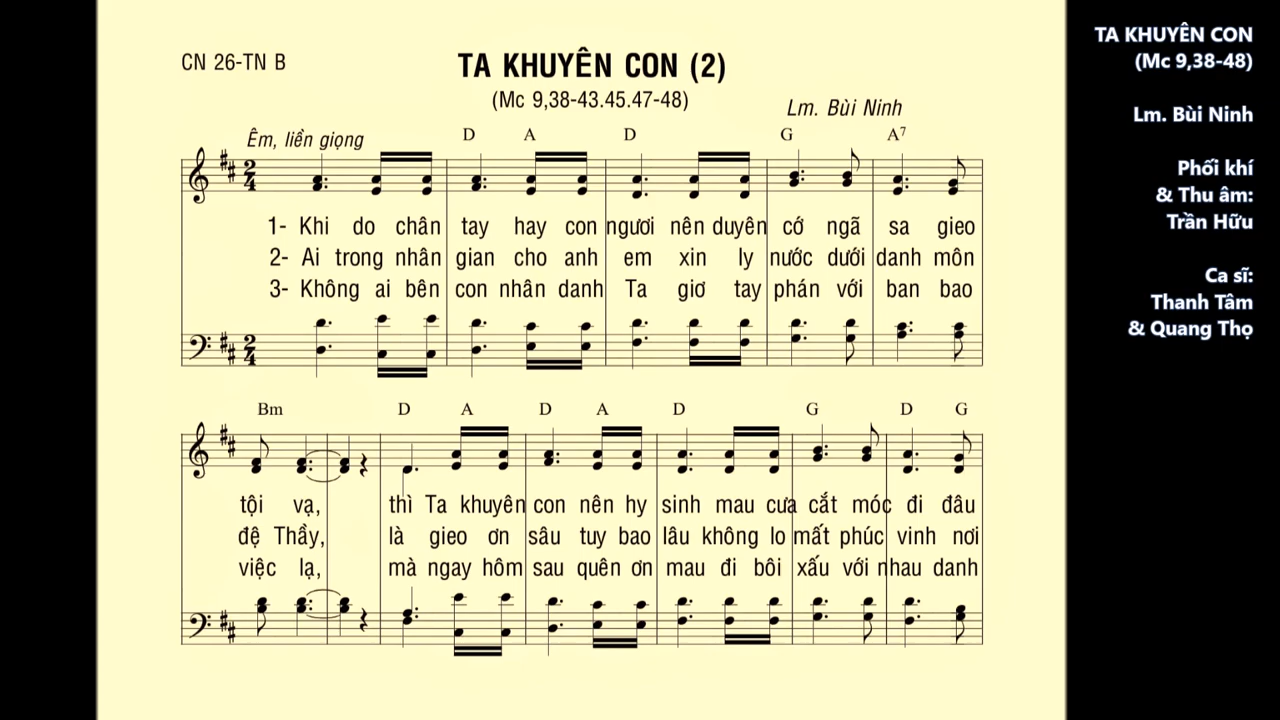 CN 26-TN B
TA KHUYÊN CON (2)
(Mc 9,38-43.45.47-48)
Lm. Bùi Ninh
Êm, liền giọng
D A D G A7
1- Khi do chân tay hay con ngươi nên duyên cớ ngã sa gieo
2- Ai trong nhân gian cho anh em xin ly nước dưới danh môn
3- Không ai bên con nhân danh Ta giơ tay phán với ban bao
Bm D A D A D G D G
tội vạ, thì Ta khuyên con nên hy sinh mau cưa cắt móc đi đâu
đệ Thầy, là gieo ơn sâu tuy bao lâu không lo mất phúc vinh nơi
việc lạ, mà ngay hôm sau quên ơn mau đi bôi xấu với nhau danh
TA KHUYÊN CON
(Mc 9,38-48)
Lm. Bùi Ninh
Phối khí
& Thu âm:
Trần Hữu
Ca sĩ:
Thanh Tâm
& Quang Thọ